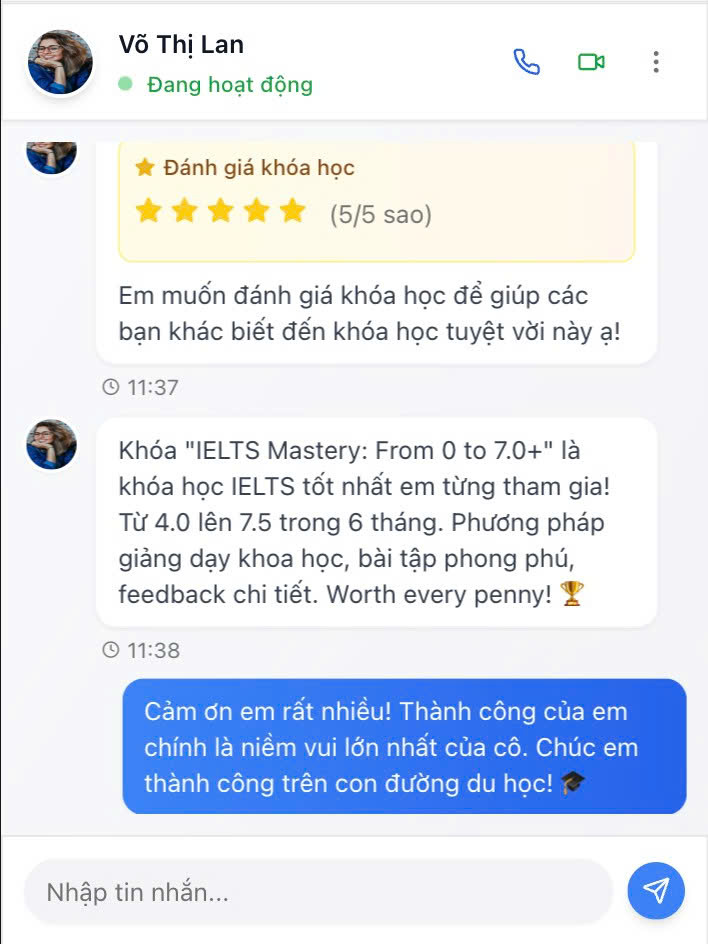 Võ Thị Lan
Đang hoạt động
Đánh giá khóa học
(5/5 sao)
Em muốn đánh giá khóa học để giúp các
bạn khác biết đến khóa học tuyệt vời này ạ!
11:37
Khóa "IELTS Mastery: From 0 to 7.0+" là
khóa học IELTS tốt nhất em từng tham gia!
Từ 4.0 lên 7.5 trong 6 tháng. Phương pháp
giảng dạy khoa học, bài tập phong phú,
feedback chi tiết. Worth every penny! 🏆
11:38
Cảm ơn em rất nhiều! Thành công của em
chính là niềm vui lớn nhất của cô. Chúc em
thành công trên con đường du học! 🎓
Nhập tin nhắn...